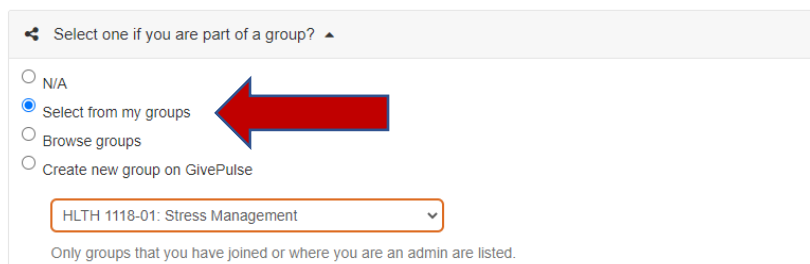 Select one if you are part of a group?
N/A
Select from my groups
Browse groups
Create new group on GivePulse
HLTH 1118-01: Stress Management
Only groups that you have joined or where you are an admin are listed.